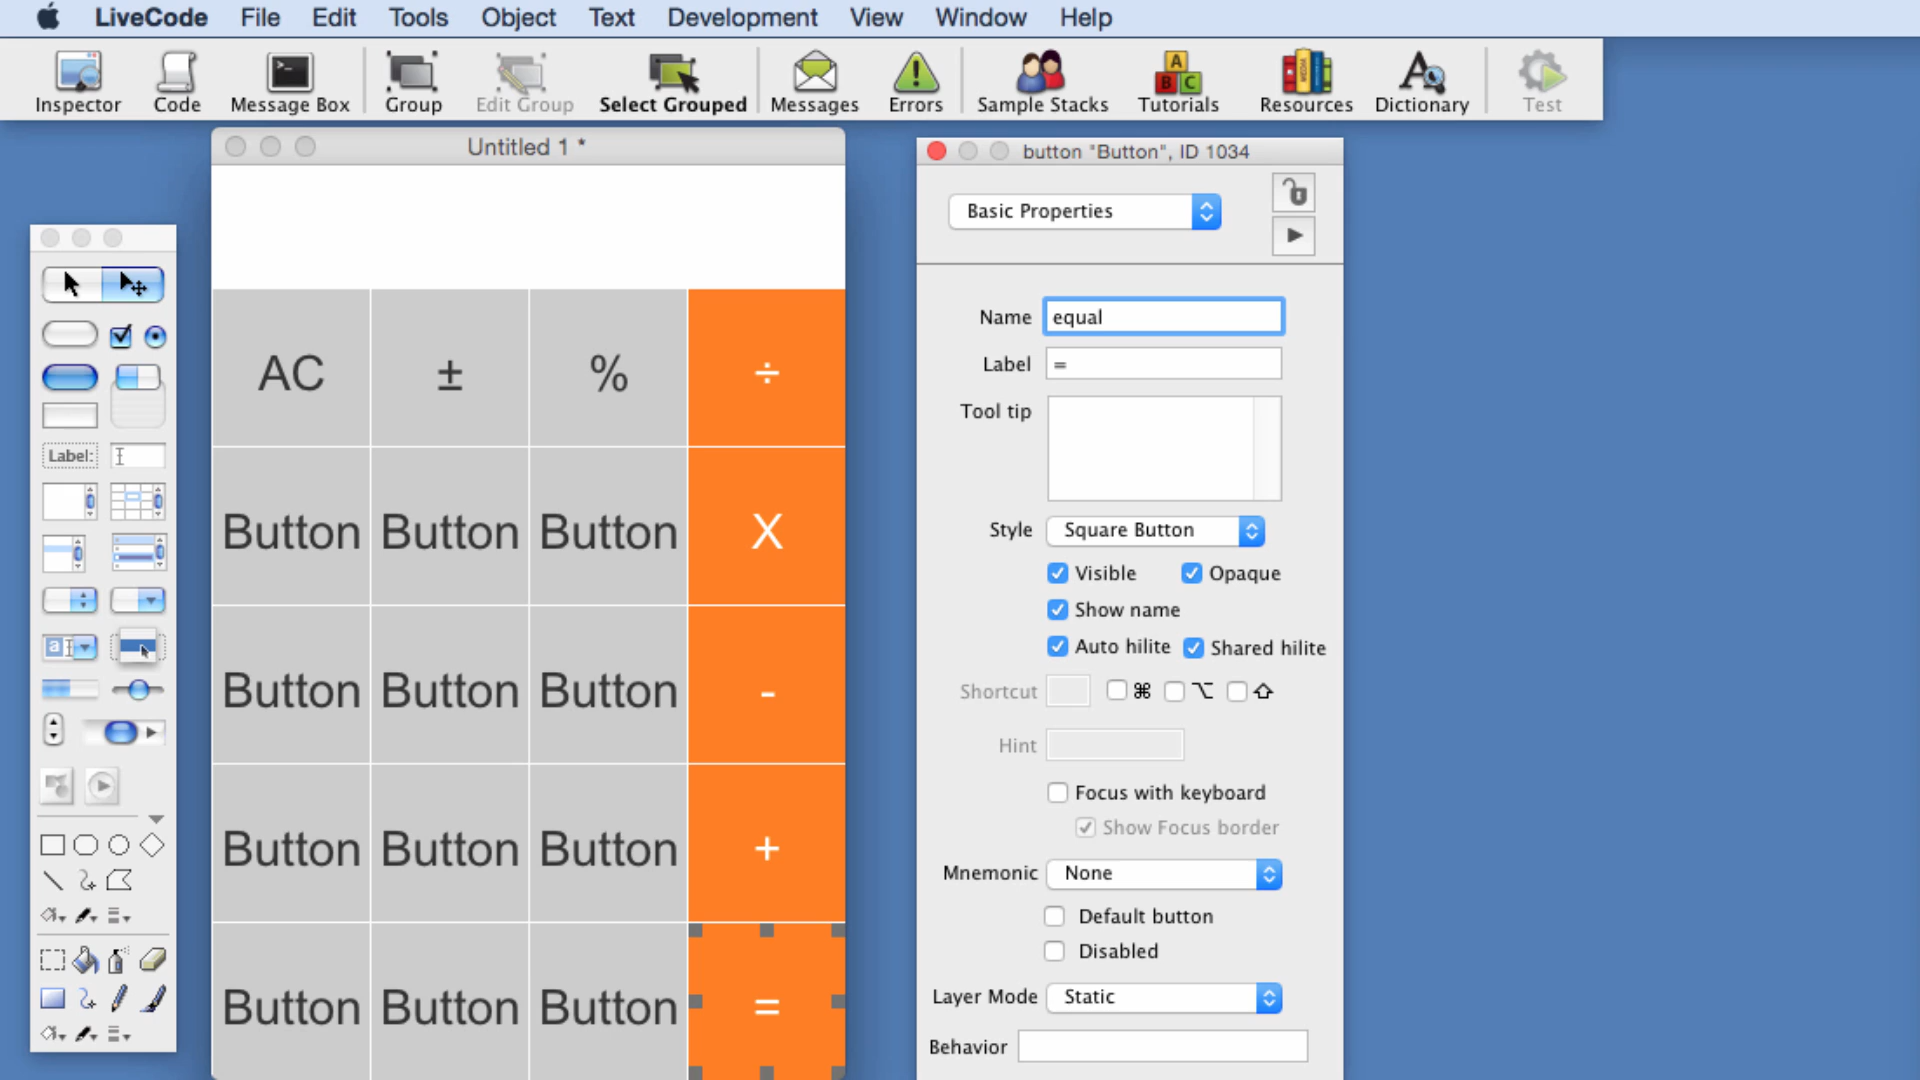 LiveCode File Edit Tools Object Text Development View Window Help
Inspector Code Message Box Group Edit Group Select Grouped Messages Errors Sample Stacks Tutorials Resources Dictionary Test
Untitled 1 *
button "Button", ID 1034
Basic Properties
Name equal
Label =
Tool tip
Style Square Button
Visible Opaque
Show name
Auto hilite Shared hilite
Shortcut ⌘ ⌥ ⇧
Hint
Focus with keyboard
Show Focus border
Mnemonic None
Default button
Disabled
Layer Mode Static
Behavior
Label:
AC ± % ÷
Button Button Button X
Button Button Button -
Button Button Button +
Button Button Button =